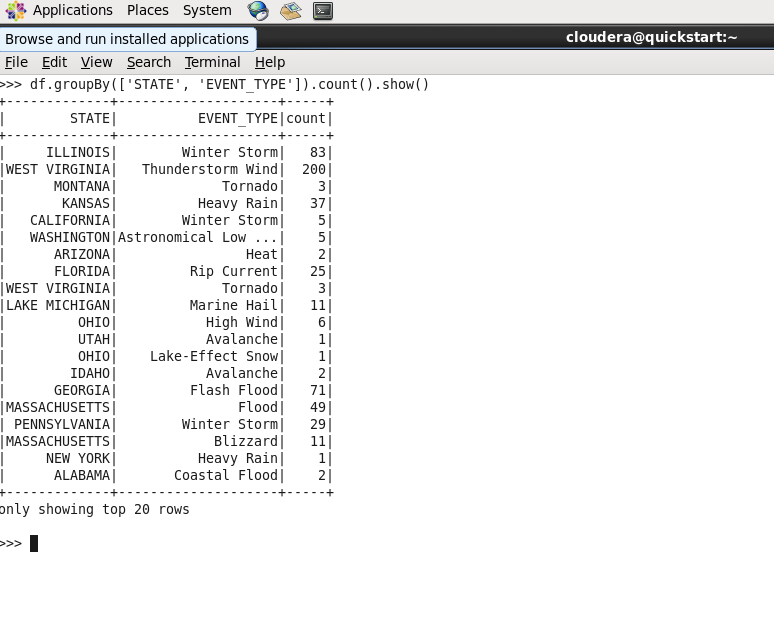 Applications Places System
Browse and run installed applications
cloudera@quickstart:~
File Edit View Search Terminal Help
>>> df.groupBy(['STATE', 'EVENT_TYPE']).count().show()
+-------------+--------------------+-----+
|        STATE|          EVENT_TYPE|count|
+-------------+--------------------+-----+
|     ILLINOIS|        Winter Storm|   83|
|WEST VIRGINIA|   Thunderstorm Wind|  200|
|      MONTANA|             Tornado|    3|
|       KANSAS|          Heavy Rain|   37|
|   CALIFORNIA|        Winter Storm|    5|
|   WASHINGTON|Astronomical Low ...|    5|
|      ARIZONA|                Heat|    2|
|      FLORIDA|         Rip Current|   25|
|WEST VIRGINIA|             Tornado|    3|
|LAKE MICHIGAN|         Marine Hail|   11|
|         OHIO|           High Wind|    6|
|         UTAH|           Avalanche|    1|
|         OHIO|    Lake-Effect Snow|    1|
|        IDAHO|           Avalanche|    2|
|      GEORGIA|         Flash Flood|   71|
|MASSACHUSETTS|               Flood|   49|
| PENNSYLVANIA|        Winter Storm|   29|
|MASSACHUSETTS|            Blizzard|   11|
|     NEW YORK|          Heavy Rain|    1|
|      ALABAMA|       Coastal Flood|    2|
+-------------+--------------------+-----+
only showing top 20 rows
>>>